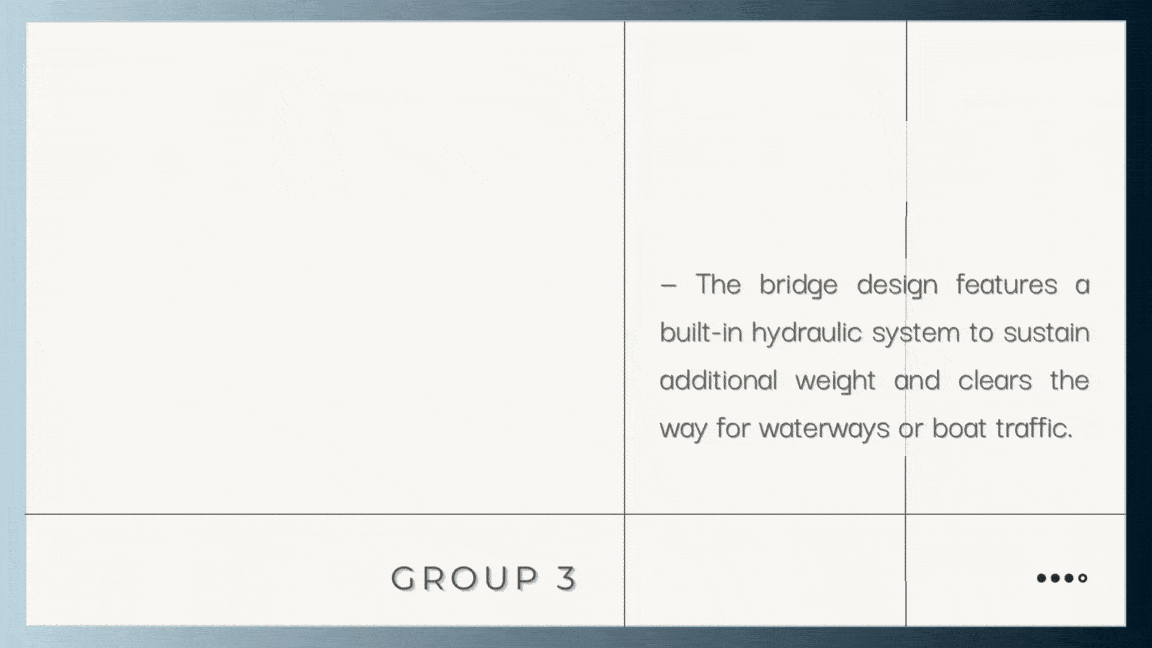 – The bridge design features a
built-in hydraulic system to sustain
additional weight and clears the
way for waterways or boat traffic.
GROUP 3